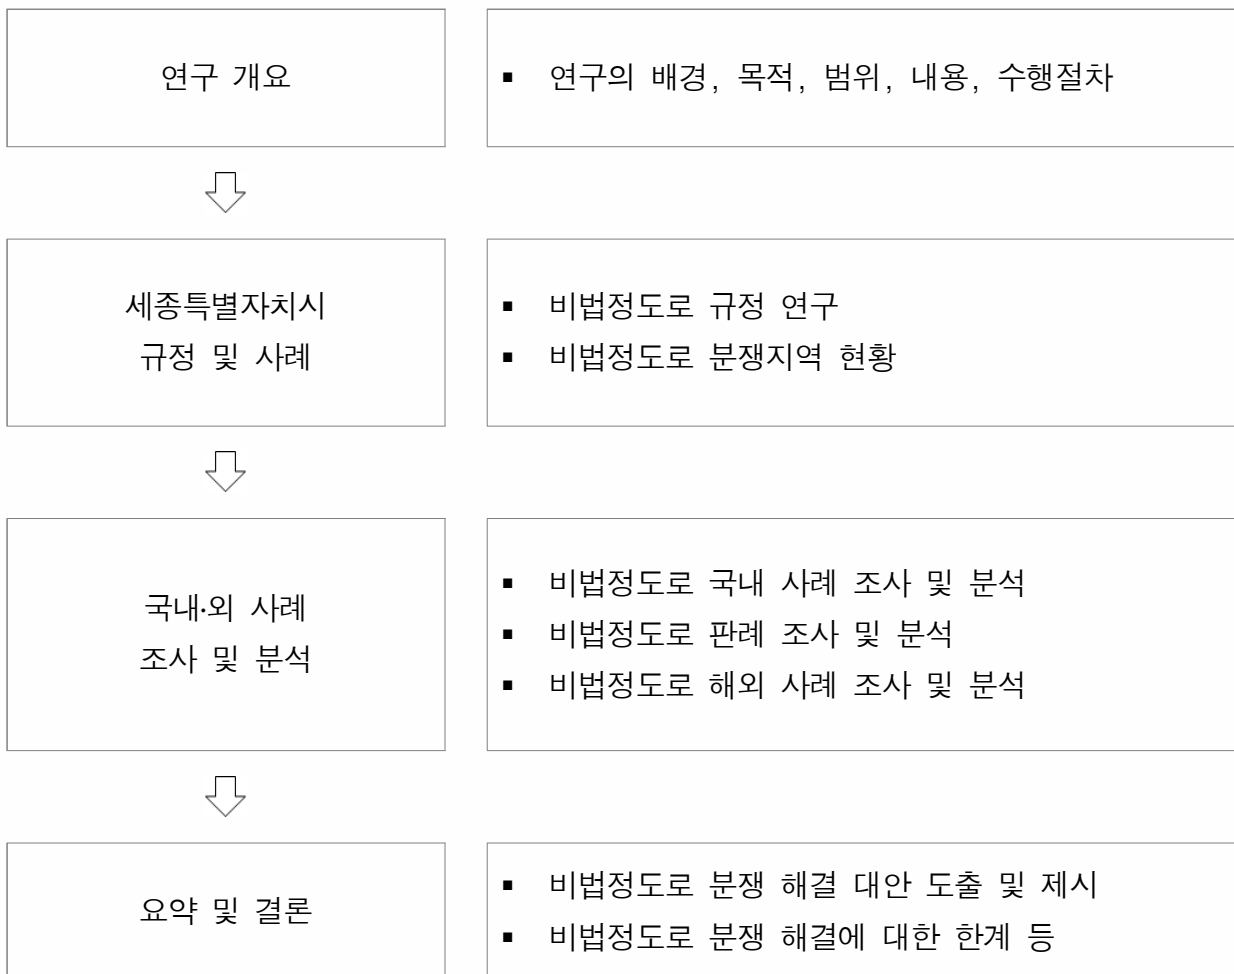 연구 개요
▪ 연구의 배경, 목적, 범위, 내용, 수행절차
세종특별자치시
규정 및 사례
▪ 비법정도로 규정 연구
▪ 비법정도로 분쟁지역 현황
국내·외 사례
조사 및 분석
▪ 비법정도로 국내 사례 조사 및 분석
▪ 비법정도로 판례 조사 및 분석
▪ 비법정도로 해외 사례 조사 및 분석
요약 및 결론
▪ 비법정도로 분쟁 해결 대안 도출 및 제시
▪ 비법정도로 분쟁 해결에 대한 한계 등